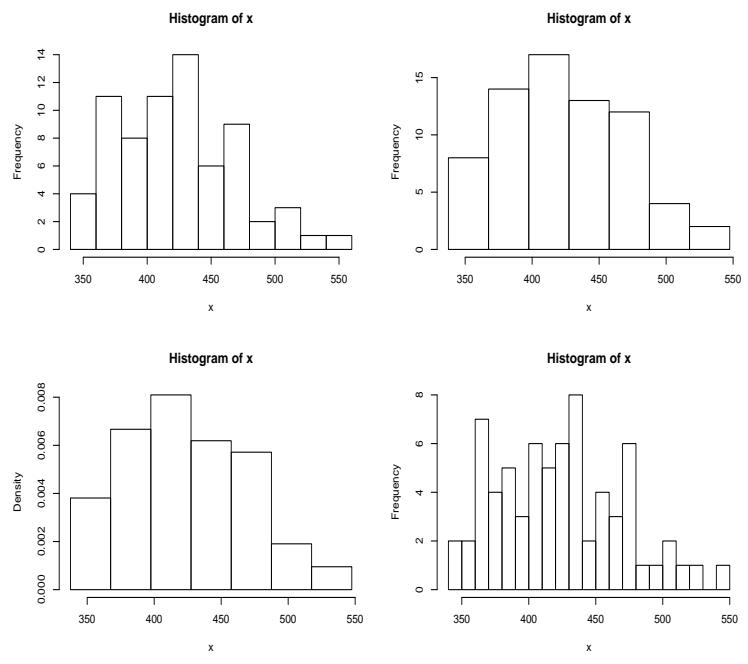 Histogram of x
Frequency
0 2 4 6 8 10 12 14
350 400 450 500 550
x
Histogram of x
Frequency
0 5 10 15
350 400 450 500 550
x
Histogram of x
Density
0.000 0.002 0.004 0.006 0.008
350 400 450 500 550
x
Histogram of x
Frequency
0 2 4 6 8
350 400 450 500 550
x